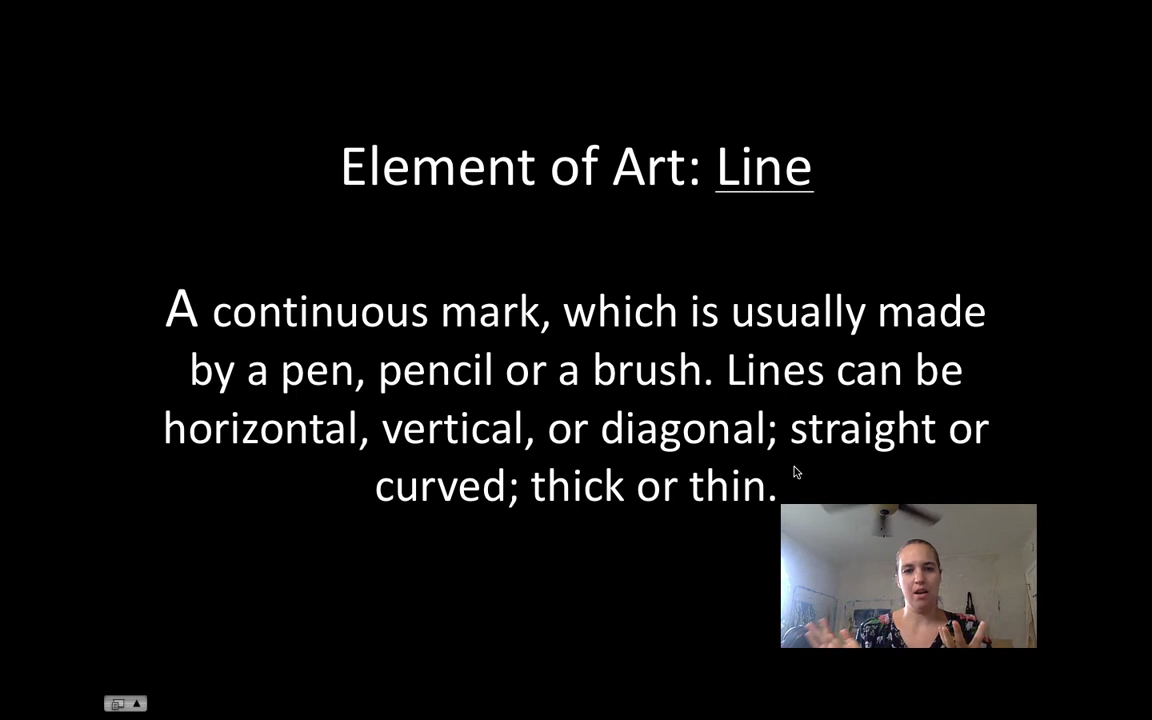 Element of Art: Line
A continuous mark, which is usually made
by a pen, pencil or a brush. Lines can be
horizontal, vertical, or diagonal; straight or
curved; thick or thin.